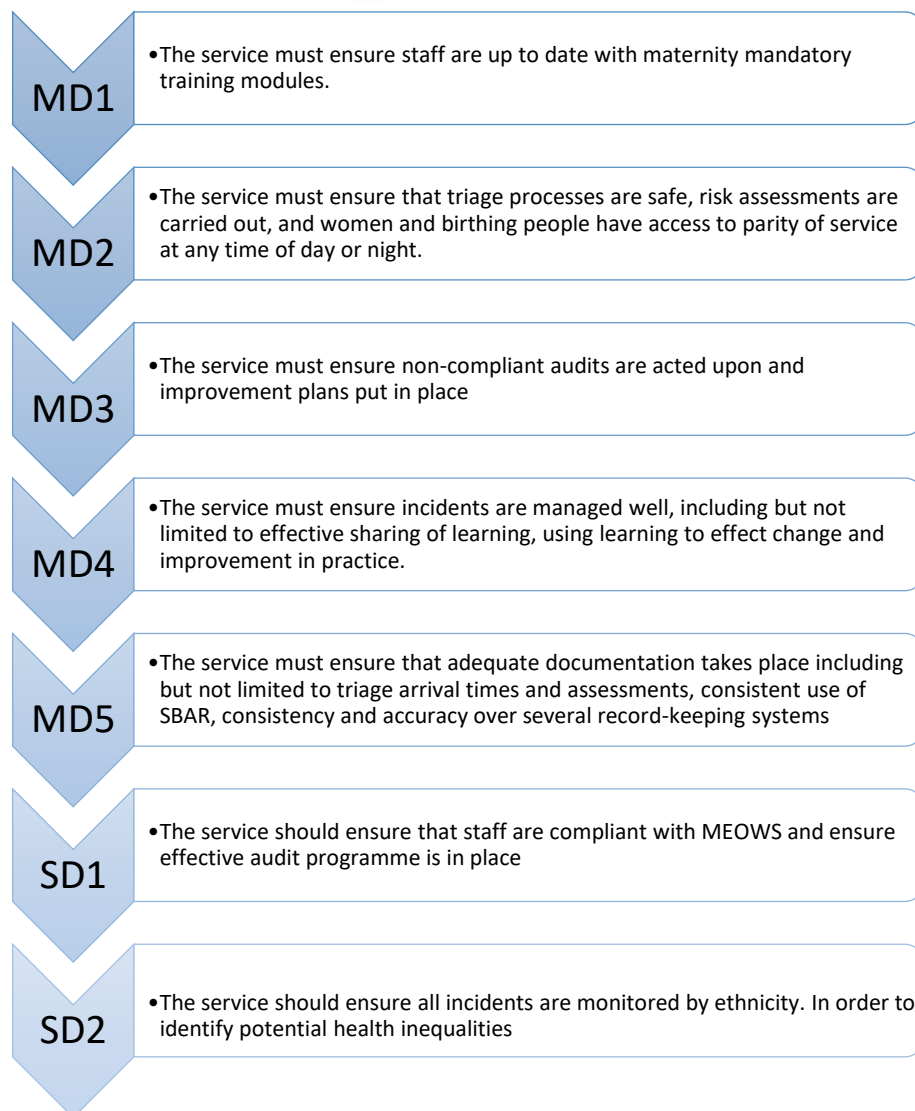 MD1
•The service must ensure staff are up to date with maternity mandatory
training modules.
MD2
•The service must ensure that triage processes are safe, risk assessments are
carried out, and women and birthing people have access to parity of service
at any time of day or night.
MD3
•The service must ensure non-compliant audits are acted upon and
improvement plans put in place
MD4
•The service must ensure incidents are managed well, including but not
limited to effective sharing of learning, using learning to effect change and
improvement in practice.
MD5
•The service must ensure that adequate documentation takes place including
but not limited to triage arrival times and assessments, consistent use of
SBAR, consistency and accuracy over several record-keeping systems
SD1
•The service should ensure that staff are compliant with MEOWS and ensure
effective audit programme is in place
SD2
•The service should ensure all incidents are monitored by ethnicity. In order to
identify potential health inequalities